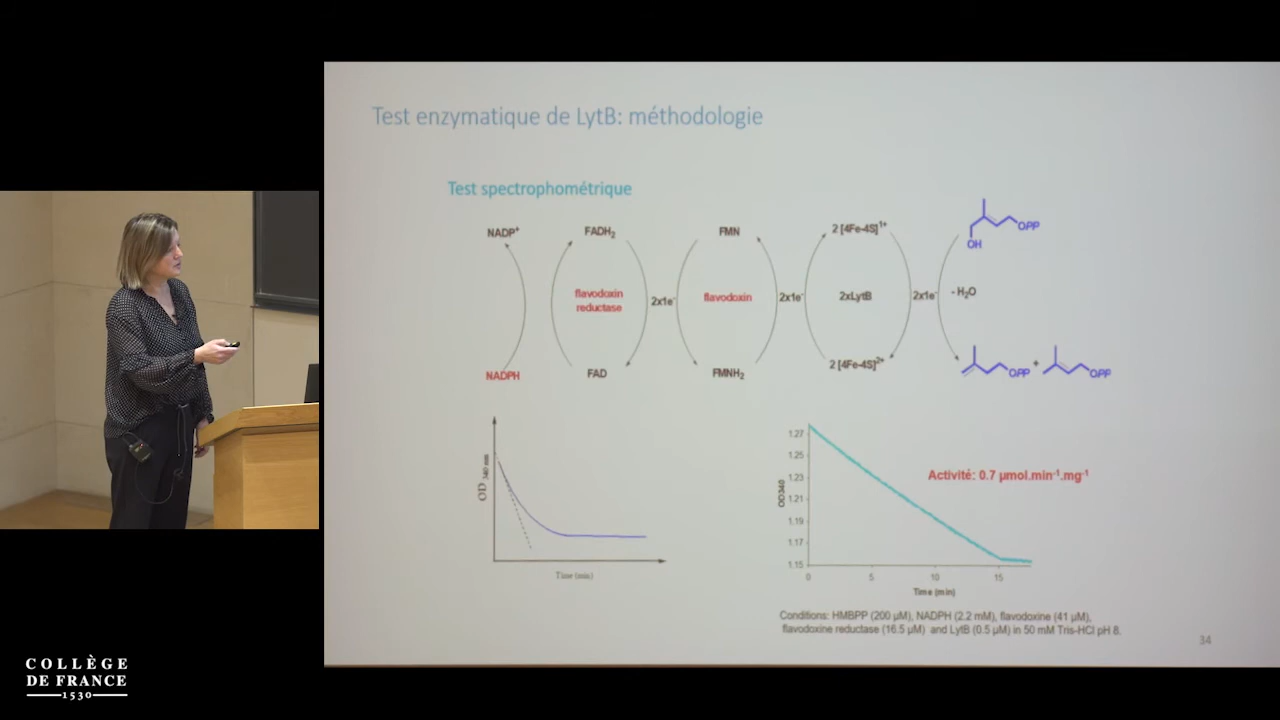 Test enzymatique de LytB: méthodologie
Test spectrophométrique
NADP⁺
FADH₂
FMN
2 [4Fe-4S]¹⁺
OPP
OH
flavodoxin
reductase
2x1e⁻
flavodoxin
2x1e⁻
2xLytB
2x1e⁻
- H₂O
NADPH
FAD
FMNH₂
2 [4Fe-4S]²⁺
OPP
+
OPP
OD 340 nm
Time (min)
1.27
1.25
1.23
1.21
1.19
1.17
1.15
OD340
0
5
10
15
Time (min)
Activité: 0.7 µmol.min⁻¹.mg⁻¹
Conditions: HMBPP (200 µM), NADPH (2.2 mM), flavodoxine (41 µM),
flavodoxine reductase (16.5 µM) and LytB (0.5 µM) in 50 mM Tris-HCl pH 8.
34
COLLÈGE
DE FRANCE
1530